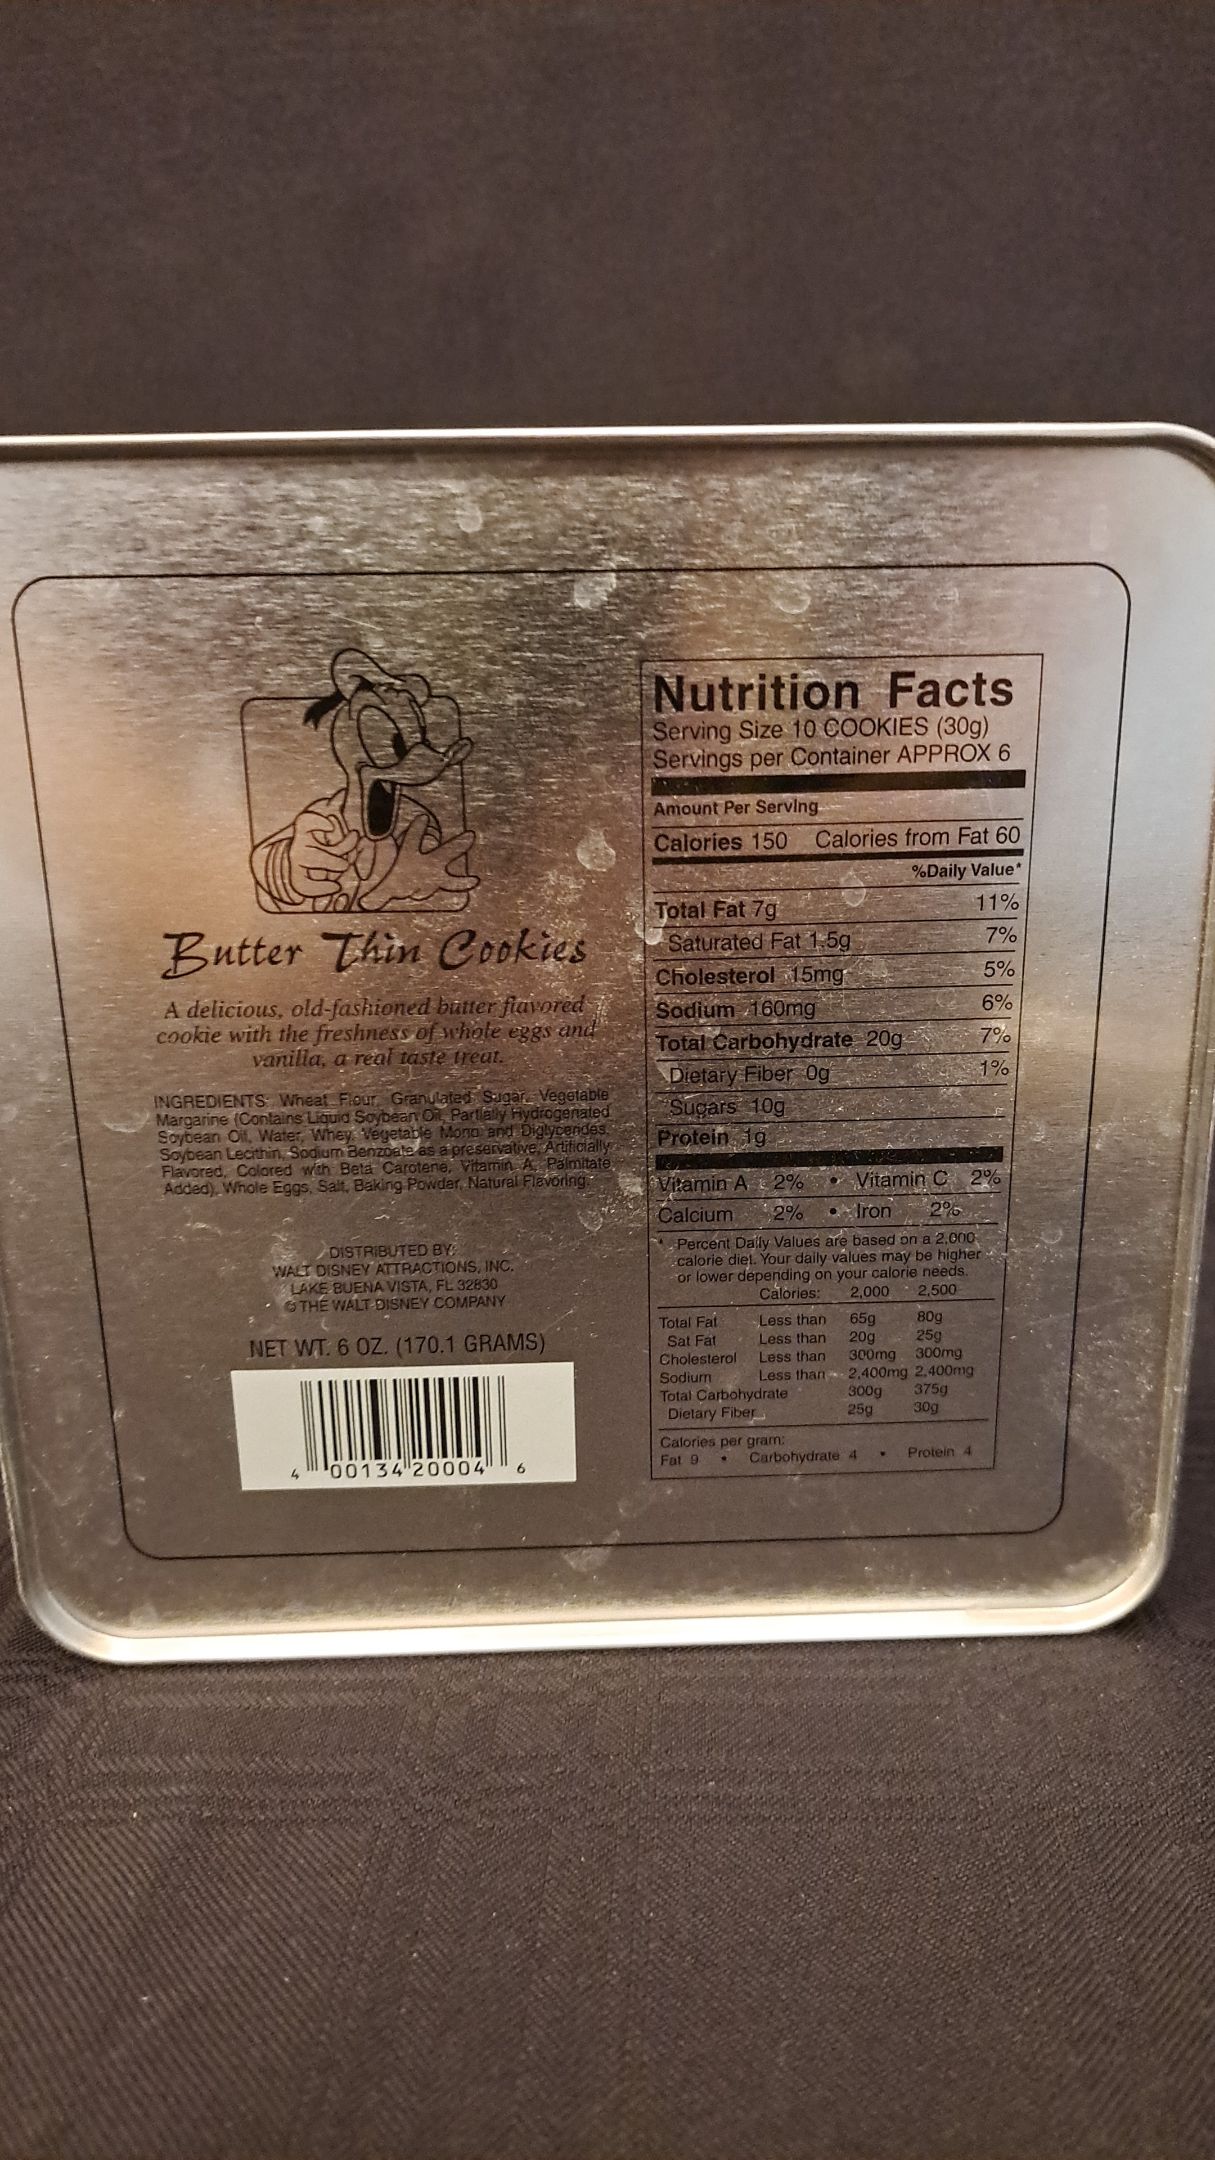 Butter Thin Cookies
A delicious, old-fashioned butter flavored
cookie with the freshness of whole eggs and
vanilla, a real taste treat.
INGREDIENTS: Wheat Flour, Granulated Sugar, Vegetable
Margarine (Contains Liquid Soybean Oil, Partially Hydrogenated
Soybean Oil, Water, Whey, Vegetable Mono and Diglycerides,
Soybean Lecithin, Sodium Benzoate as a preservative, Artificially
Flavored, Colored with Beta Carotene, Vitamin A, Palmitate
Added), Whole Eggs, Salt, Baking Powder, Natural Flavoring.
DISTRIBUTED BY:
WALT DISNEY ATTRACTIONS, INC.
LAKE BUENA VISTA, FL 32830
© THE WALT DISNEY COMPANY
NET WT. 6 OZ. (170.1 GRAMS)
4 00134 20004 6
Nutrition Facts
Serving Size 10 COOKIES (30g)
Servings per Container APPROX 6
Amount Per Serving
Calories 150 Calories from Fat 60
%Daily Value*
Total Fat 7g 11%
Saturated Fat 1.5g 7%
Cholesterol 15mg 5%
Sodium 160mg 6%
Total Carbohydrate 20g 7%
Dietary Fiber 0g 1%
Sugars 10g
Protein 1g
Vitamin A 2% • Vitamin C 2%
Calcium 2% • Iron 2%
* Percent Daily Values are based on a 2,000
calorie diet. Your daily values may be higher
or lower depending on your calorie needs.
Calories: 2,000 2,500
Total Fat Less than 65g 80g
Sat Fat Less than 20g 25g
Cholesterol Less than 300mg 300mg
Sodium Less than 2,400mg 2,400mg
Total Carbohydrate 300g 375g
Dietary Fiber 25g 30g
Calories per gram:
Fat 9 • Carbohydrate 4 • Protein 4